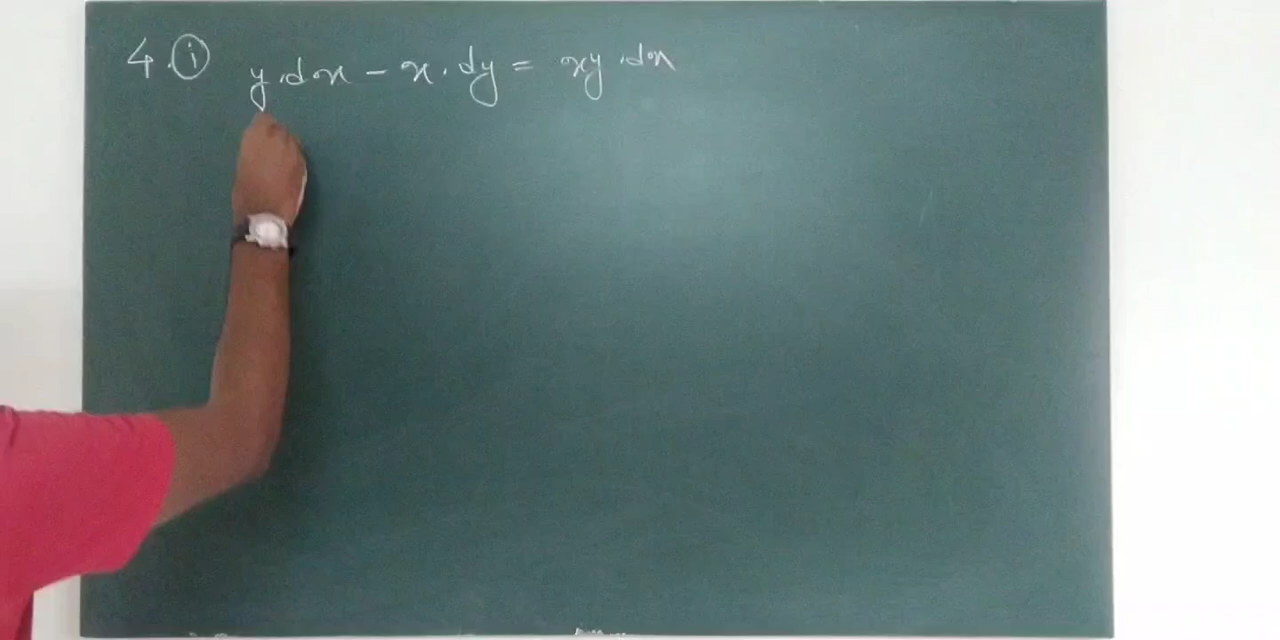 4. (i) y.dx - x.dy = xy.dx